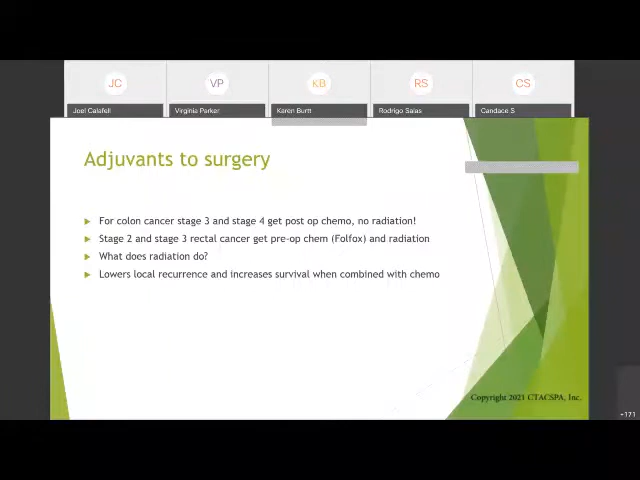 JC
VP
KB
RS
CS
Joel Calafell
Virginia Parker
Karen Burtt
Rodrigo Salas
Candace S
Adjuvants to surgery
For colon cancer stage 3 and stage 4 get post op chemo, no radiation!
Stage 2 and stage 3 rectal cancer get pre-op chem (Folfox) and radiation
What does radiation do?
Lowers local recurrence and increases survival when combined with chemo
Copyright 2021 CTACSPA, Inc.
+171